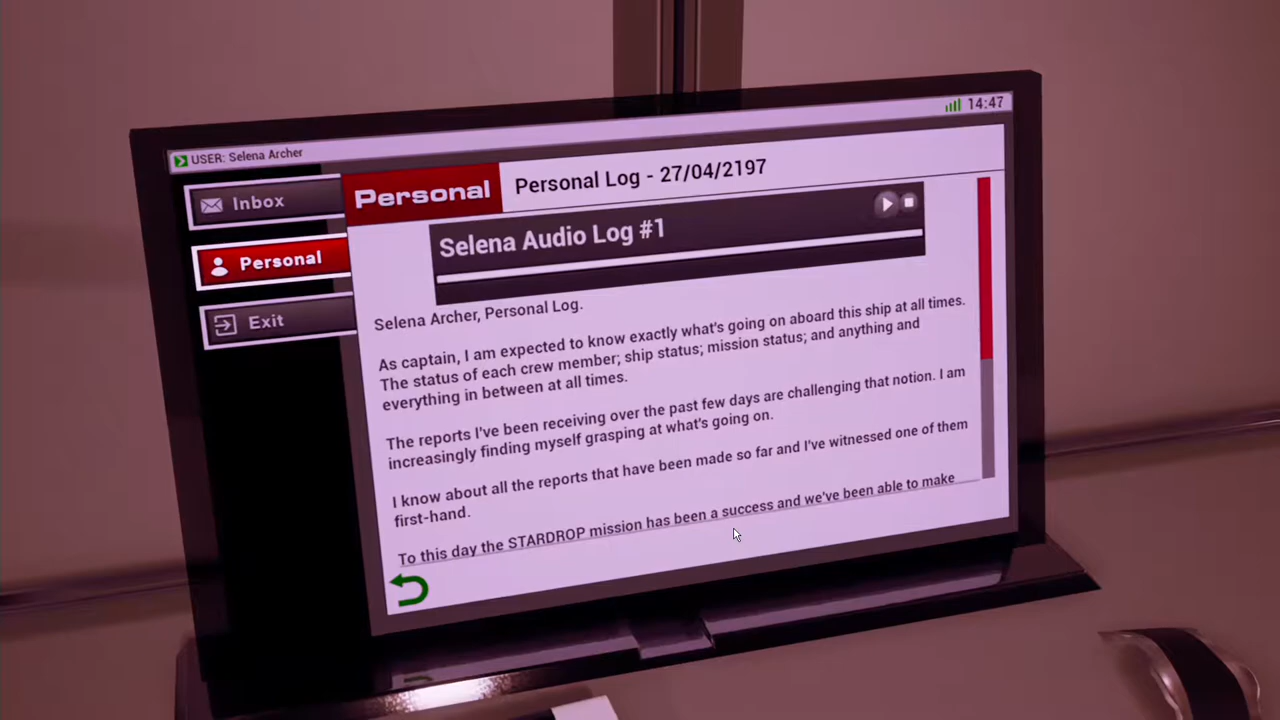 USER: Selena Archer
14:47
Inbox
Personal
Exit
Personal
Personal Log - 27/04/2197
Selena Audio Log #1
Selena Archer, Personal Log.
As captain, I am expected to know exactly what's going on aboard this ship at all times.
The status of each crew member; ship status; mission status; and anything and
everything in between at all times.
The reports I've been receiving over the past few days are challenging that notion. I am
increasingly finding myself grasping at what's going on.
I know about all the reports that have been made so far and I've witnessed one of them
first-hand.
To this day the STARDROP mission has been a success and we've been able to make